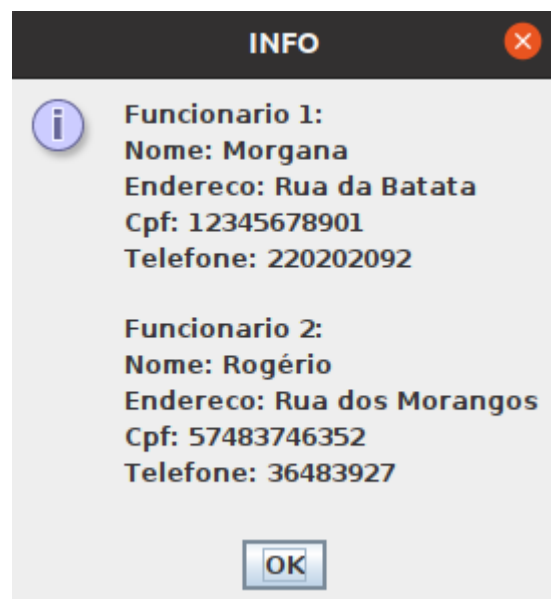 INFO
Funcionario 1:
Nome: Morgana
Endereco: Rua da Batata
Cpf: 12345678901
Telefone: 220202092
Funcionario 2:
Nome: Rogério
Endereco: Rua dos Morangos
Cpf: 57483746352
Telefone: 36483927
OK